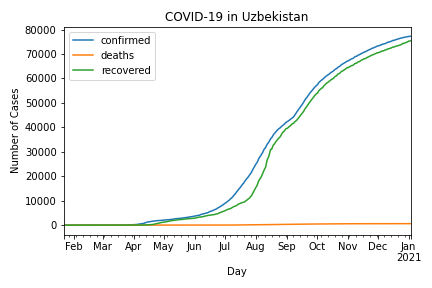 COVID-19 in Uzbekistan
confirmed
deaths
recovered
Number of Cases
80000
70000
60000
50000
40000
30000
20000
10000
0
Feb Mar Apr May Jun Jul Aug Sep Oct Nov Dec Jan
2021
Day